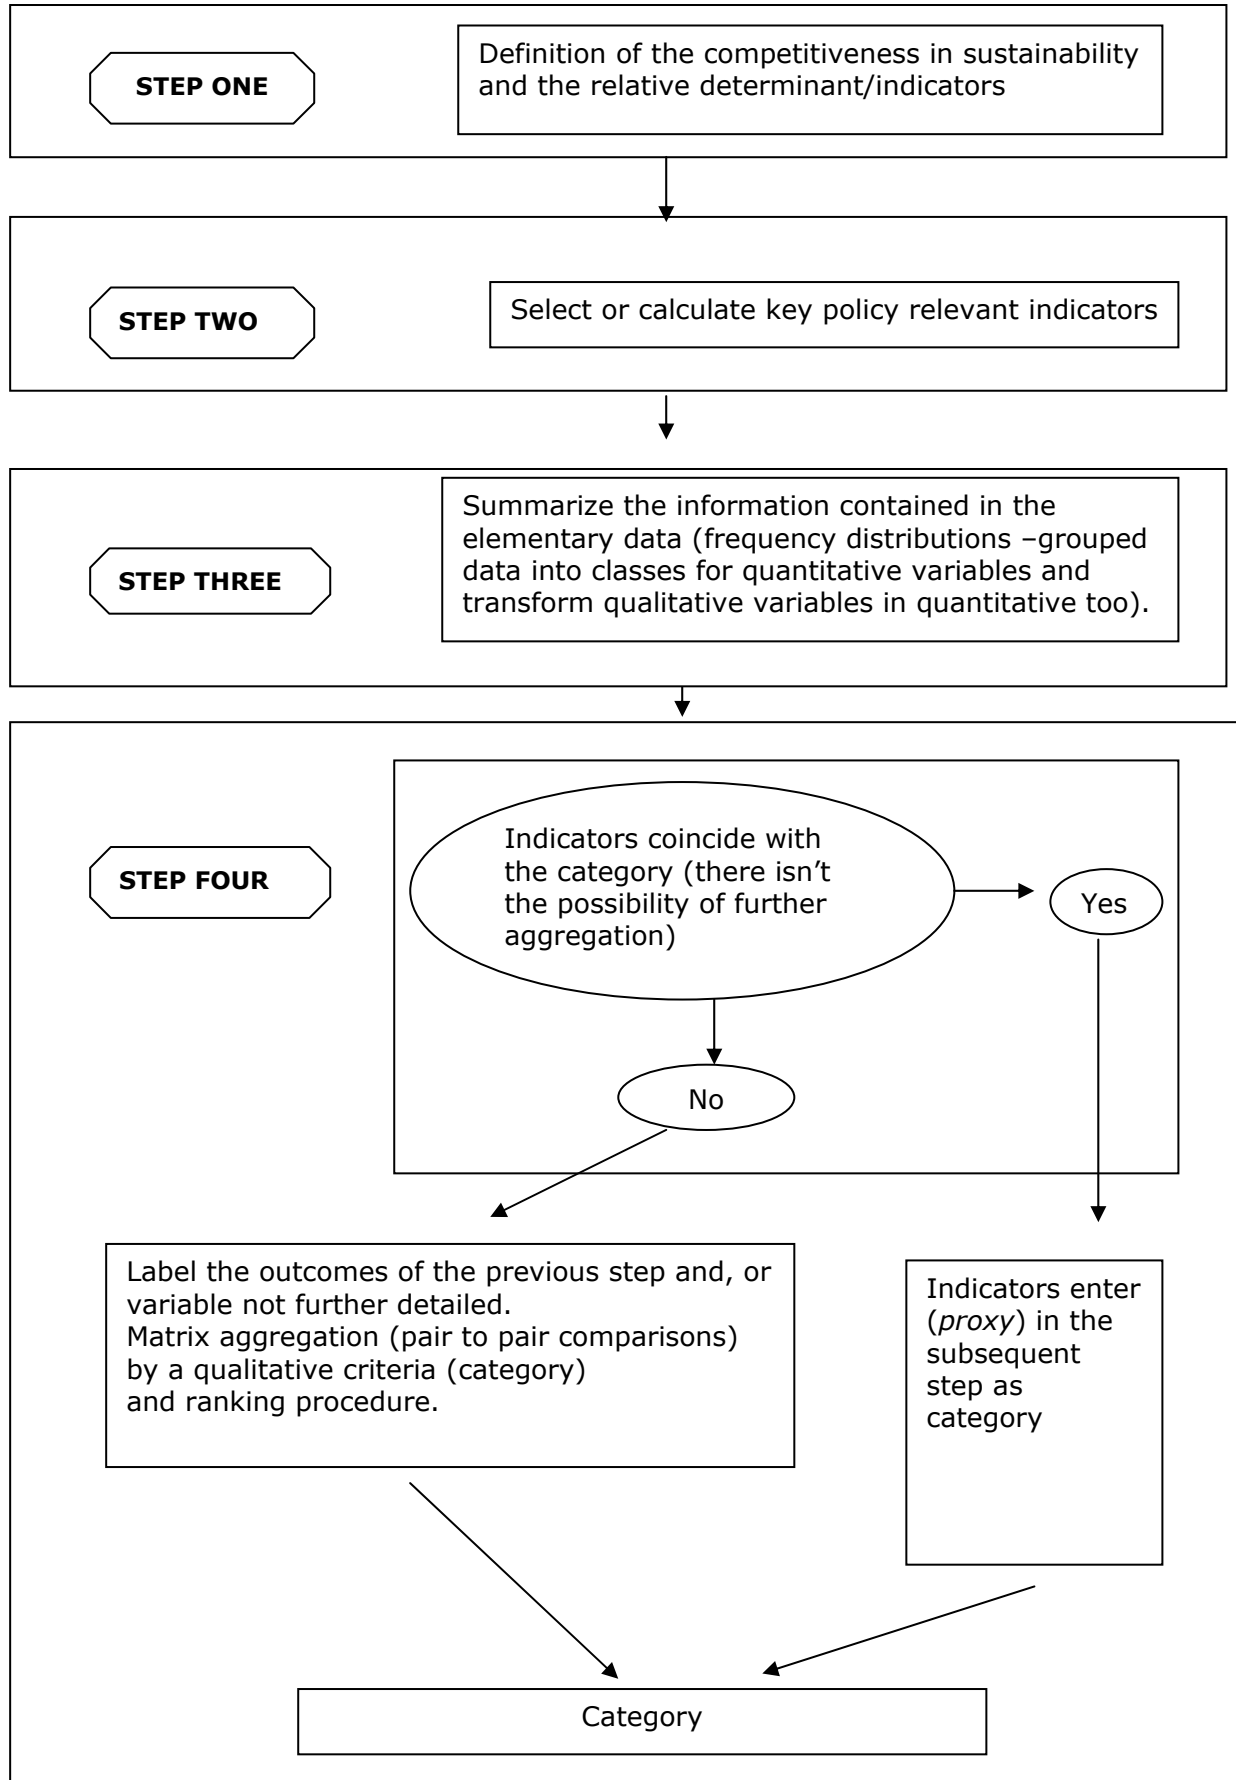 STEP ONE
Definition of the competitiveness in sustainability
and the relative determinant/indicators
STEP TWO
Select or calculate key policy relevant indicators
STEP THREE
Summarize the information contained in the
elementary data (frequency distributions –grouped
data into classes for quantitative variables and
transform qualitative variables in quantitative too).
STEP FOUR
Indicators coincide with
the category (there isn't
the possibility of further
aggregation)
Yes
No
Label the outcomes of the previous step and, or
variable not further detailed.
Matrix aggregation (pair to pair comparisons)
by a qualitative criteria (category)
and ranking procedure.
Indicators enter
(proxy) in the
subsequent
step as
category
Category